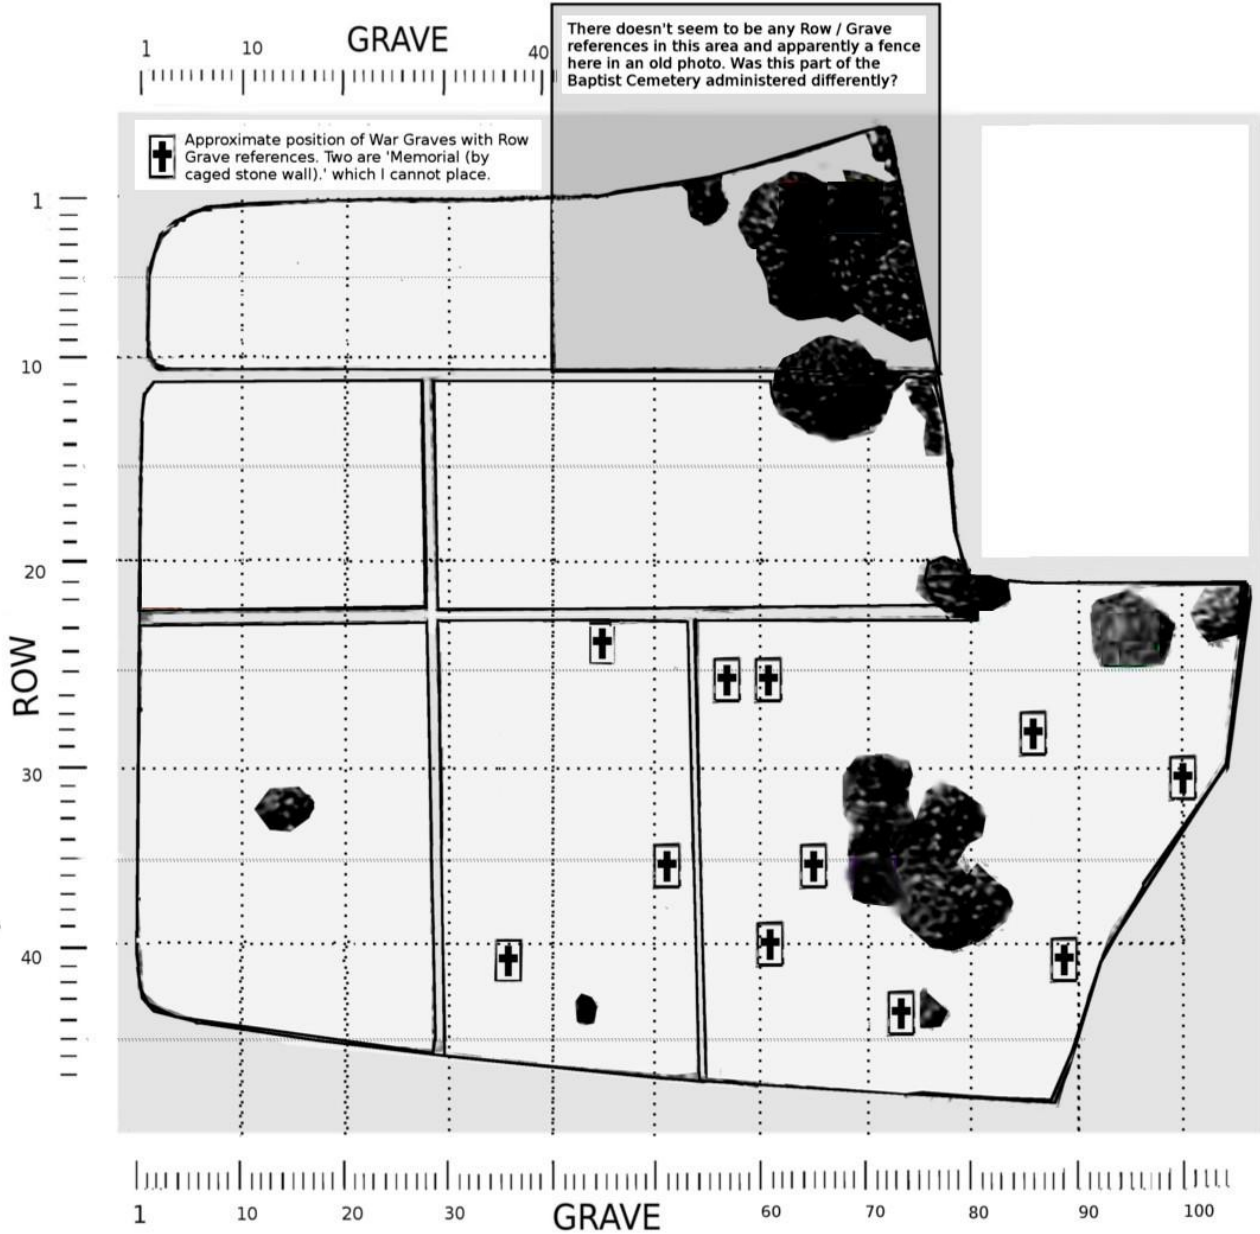 GRAVE
1 10 40
There doesn't seem to be any Row / Grave
references in this area and apparently a fence
here in an old photo. Was this part of the
Baptist Cemetery administered differently?
Approximate position of War Graves with Row
Grave references. Two are 'Memorial (by
caged stone wall).' which I cannot place.
ROW
1
10
20
30
40
1 10 20 30 60 70 80 90 100
GRAVE